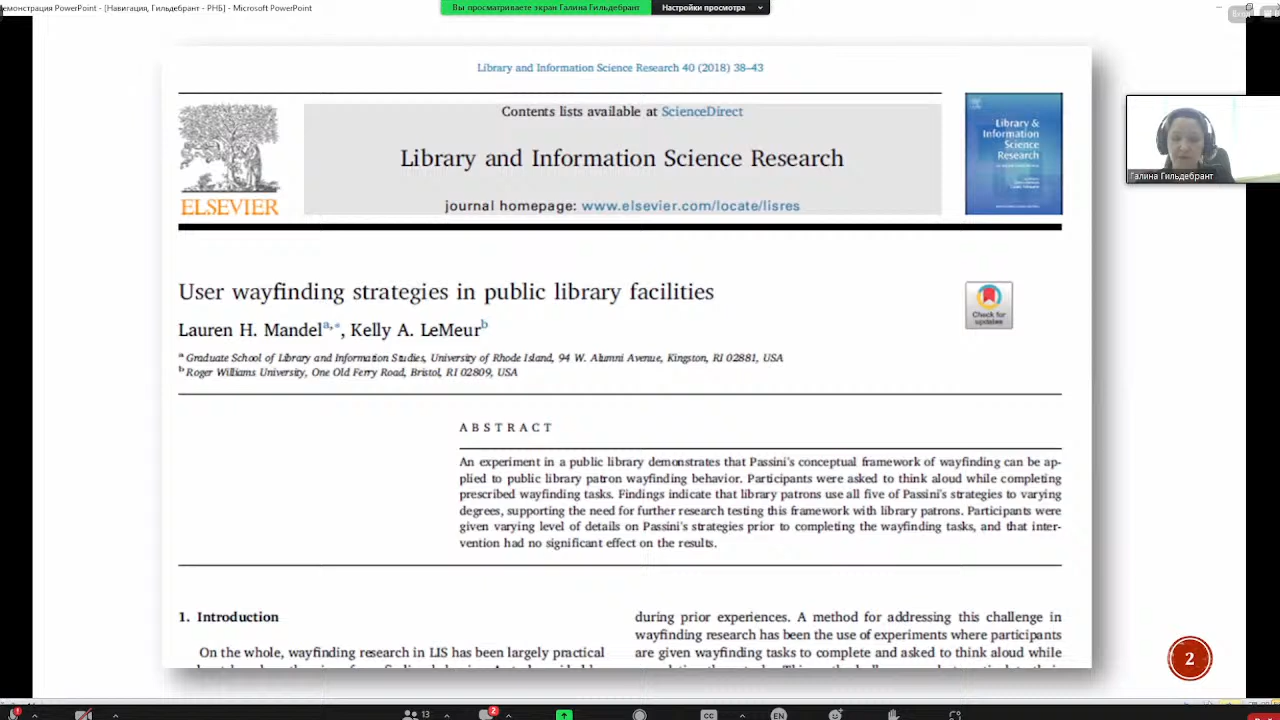 емонстрация PowerPoint - [Навигация, Гильдебрант - РНБ] - Microsoft PowerPoint
Вы просматриваете экран Галина Гильдебрант
Настройки просмотра
Library and Information Science Research 40 (2018) 38–43
Contents lists available at ScienceDirect
Library and Information Science Research
journal homepage: www.elsevier.com/locate/lisres
ELSEVIER
Library &
Information
Science
Research
Галина Гильдебрант
User wayfinding strategies in public library facilities
Check for
updates
Lauren H. Mandel a,*, Kelly A. LeMeur b
a Graduate School of Library and Information Studies, University of Rhode Island, 94 W. Alumni Avenue, Kingston, RI 02881, USA
b Roger Williams University, One Old Ferry Road, Bristol, RI 02809, USA
ABSTRACT
An experiment in a public library demonstrates that Passini's conceptual framework of wayfinding can be ap-
plied to public library patron wayfinding behavior. Participants were asked to think aloud while completing
prescribed wayfinding tasks. Findings indicate that library patrons use all five of Passini's strategies to varying
degrees, supporting the need for further research testing this framework with library patrons. Participants were
given varying level of details on Passini's strategies prior to completing the wayfinding tasks, and that inter-
vention had no significant effect on the results.
1. Introduction
On the whole, wayfinding research in LIS has been largely practical
during prior experiences. A method for addressing this challenge in
wayfinding research has been the use of experiments where participants
are given wayfinding tasks to complete and asked to think aloud while
2
13
2
CC
EN